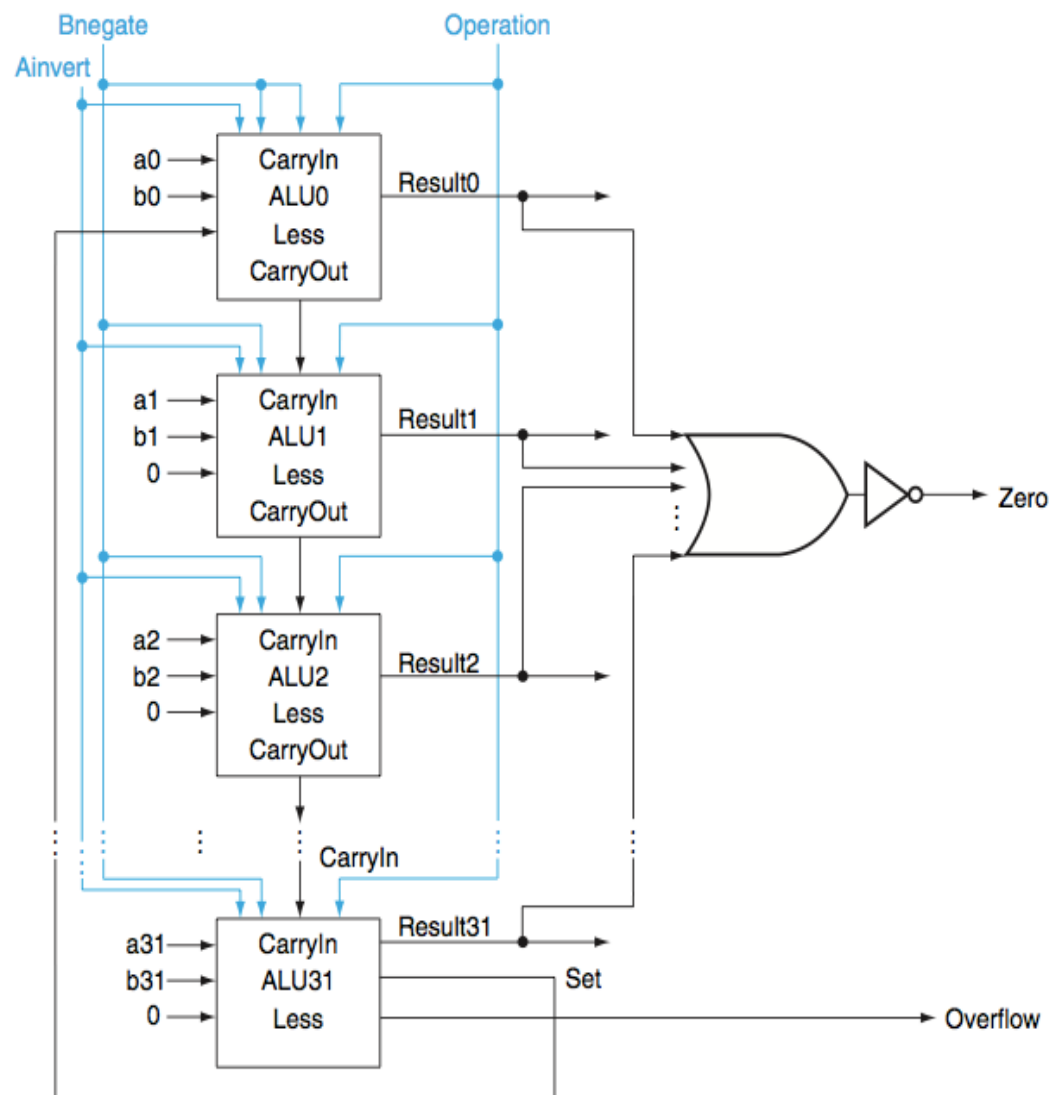 Bnegate
Operation
Ainvert
a0
CarryIn
Result0
b0
ALU0
Less
CarryOut
a1
CarryIn
Result1
b1
ALU1
0
Less
CarryOut
Zero
a2
CarryIn
Result2
b2
ALU2
0
Less
CarryOut
CarryIn
a31
CarryIn
Result31
b31
ALU31
Set
0
Less
Overflow